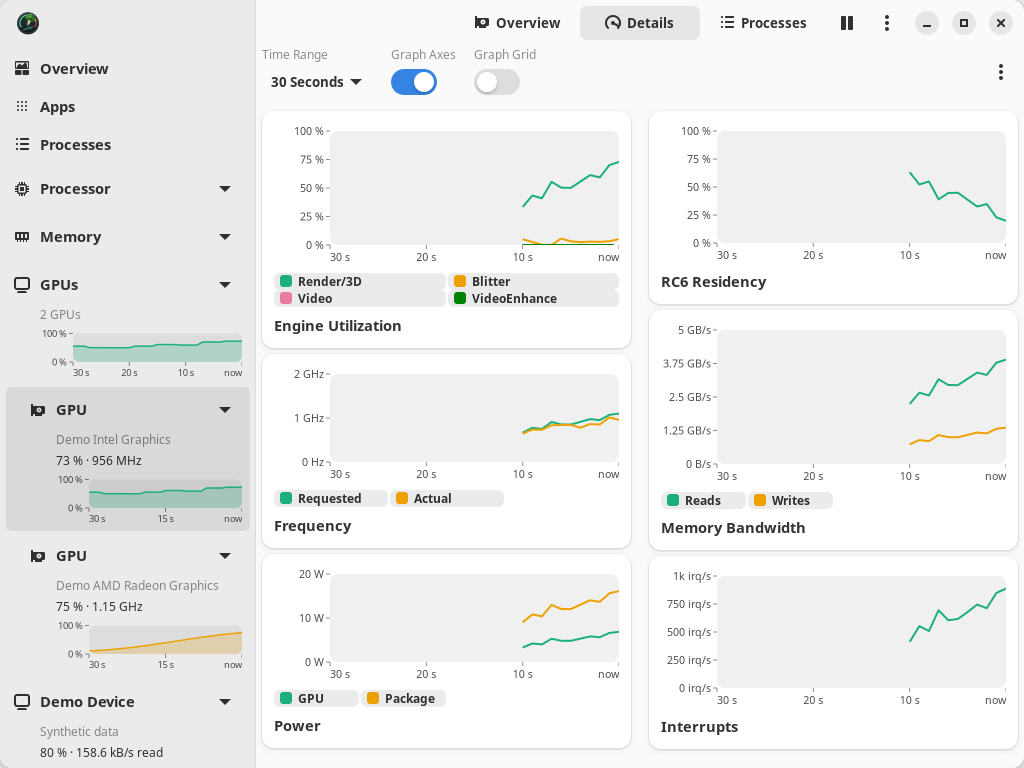 Overview
Details
Processes
Overview
Apps
Processes
Processor
Memory
GPUs
2 GPUs
100 %
0 %
30 s
20 s
10 s
now
GPU
Demo Intel Graphics
73 % · 956 MHz
100 %
0 %
30 s
15 s
now
GPU
Demo AMD Radeon Graphics
75 % · 1.15 GHz
100 %
0 %
30 s
15 s
now
Demo Device
Synthetic data
80 % · 158.6 kB/s read
Time Range
Graph Axes
Graph Grid
30 Seconds
100 %
75 %
50 %
25 %
0 %
30 s
20 s
10 s
now
Render/3D
Blitter
Video
VideoEnhance
Engine Utilization
2 GHz
1 GHz
0 Hz
30 s
20 s
10 s
now
Requested
Actual
Frequency
20 W
10 W
0 W
30 s
20 s
10 s
now
GPU
Package
Power
100 %
75 %
50 %
25 %
0 %
30 s
20 s
10 s
now
RC6 Residency
5 GB/s
3.75 GB/s
2.5 GB/s
1.25 GB/s
0 B/s
30 s
20 s
10 s
now
Reads
Writes
Memory Bandwidth
1k irq/s
750 irq/s
500 irq/s
250 irq/s
0 irq/s
30 s
20 s
10 s
now
Interrupts